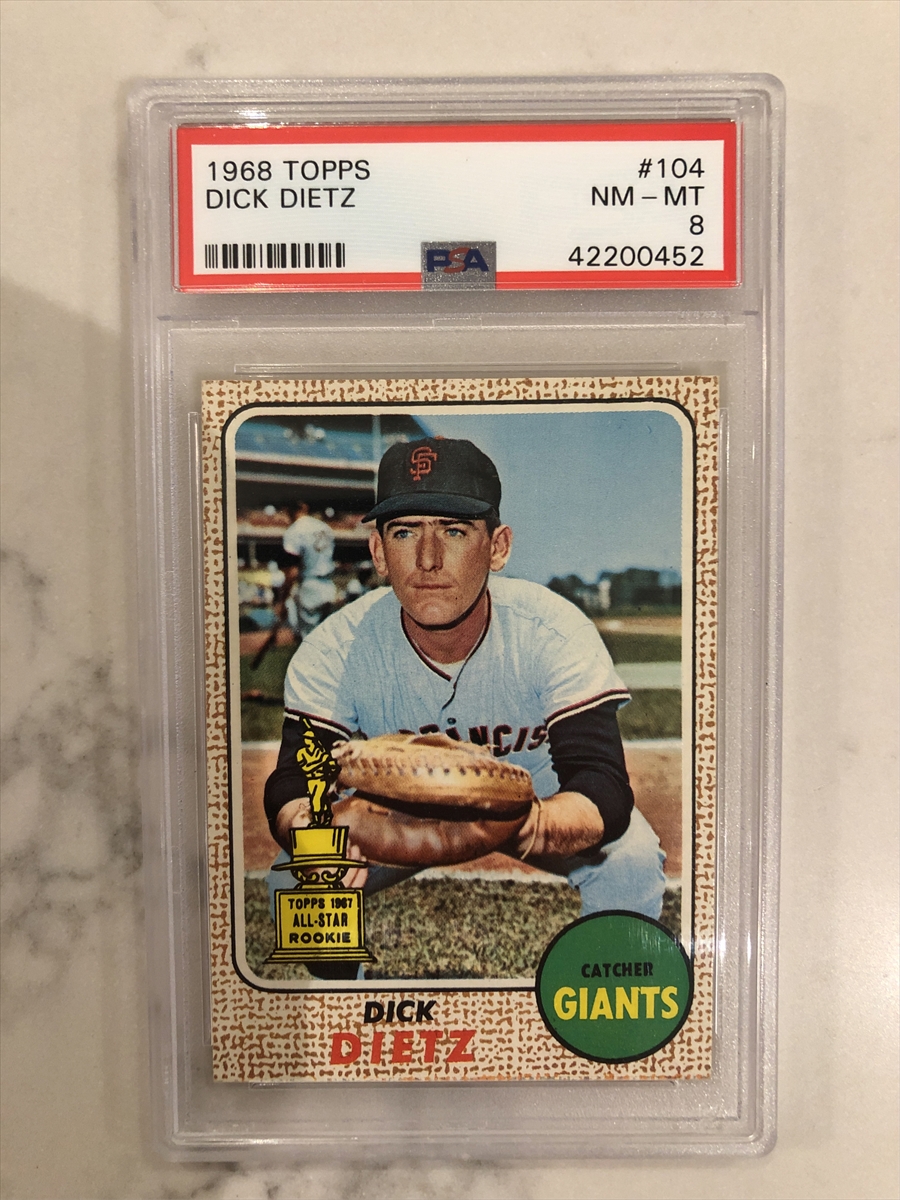 1968 TOPPS #104
DICK DIETZ NM-MT
8
PSA 42200452
SF
FRANCIS
TOPPS 1967
ALL-STAR
ROOKIE
CATCHER
GIANTS
DICK
DIETZ